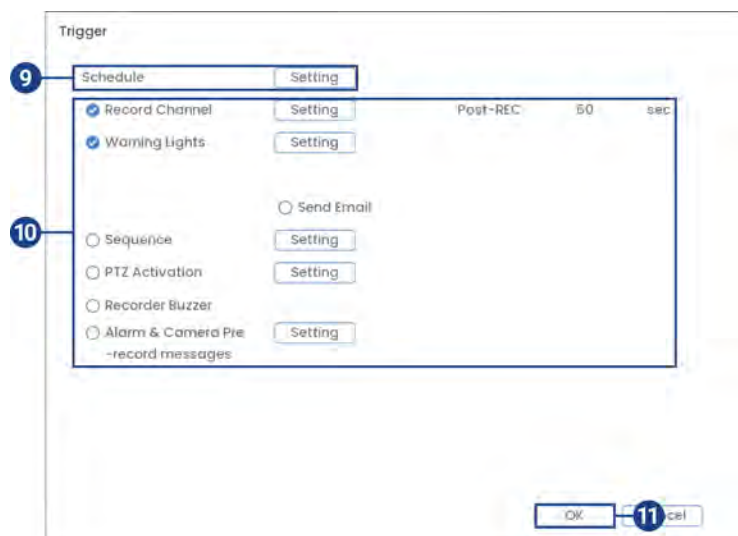 Trigger
9 Schedule Setting
Record Channel Setting Post-REC 60 sec
Warning Lights Setting
Send Email
10 Sequence Setting
PTZ Activation Setting
Recorder Buzzer
Alarm & Camera Pre Setting
-record messages
OK 11 cel